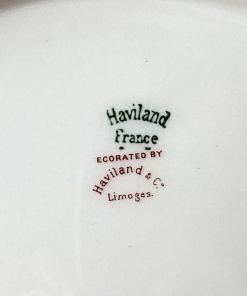 Haviland
France
ECORATED BY
Haviland & Co
Limoges.